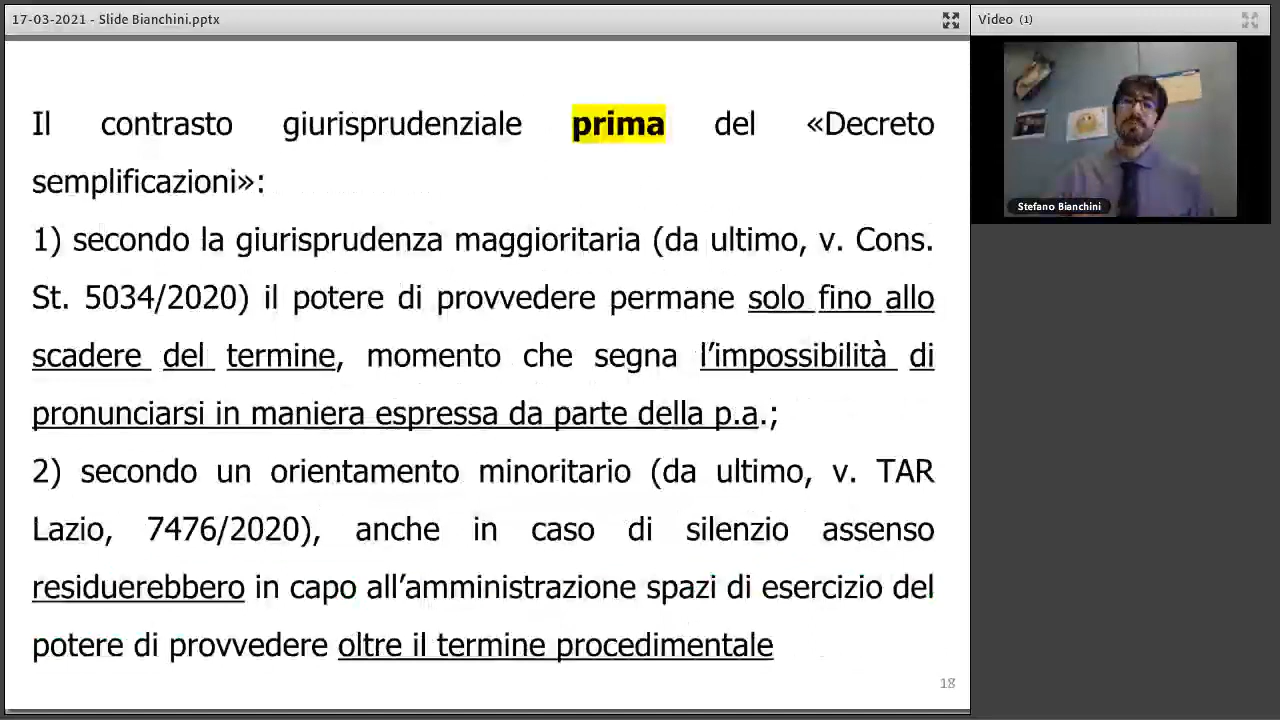 17-03-2021 - Slide Bianchini.pptx
Video (1)
Il contrasto giurisprudenziale prima del «Decreto
semplificazioni»:
1) secondo la giurisprudenza maggioritaria (da ultimo, v. Cons.
St. 5034/2020) il potere di provvedere permane solo fino allo
scadere del termine, momento che segna l’impossibilità di
pronunciarsi in maniera espressa da parte della p.a.;
2) secondo un orientamento minoritario (da ultimo, v. TAR
Lazio, 7476/2020), anche in caso di silenzio assenso
residuerebbero in capo all’amministrazione spazi di esercizio del
potere di provvedere oltre il termine procedimentale
18
Stefano Bianchini